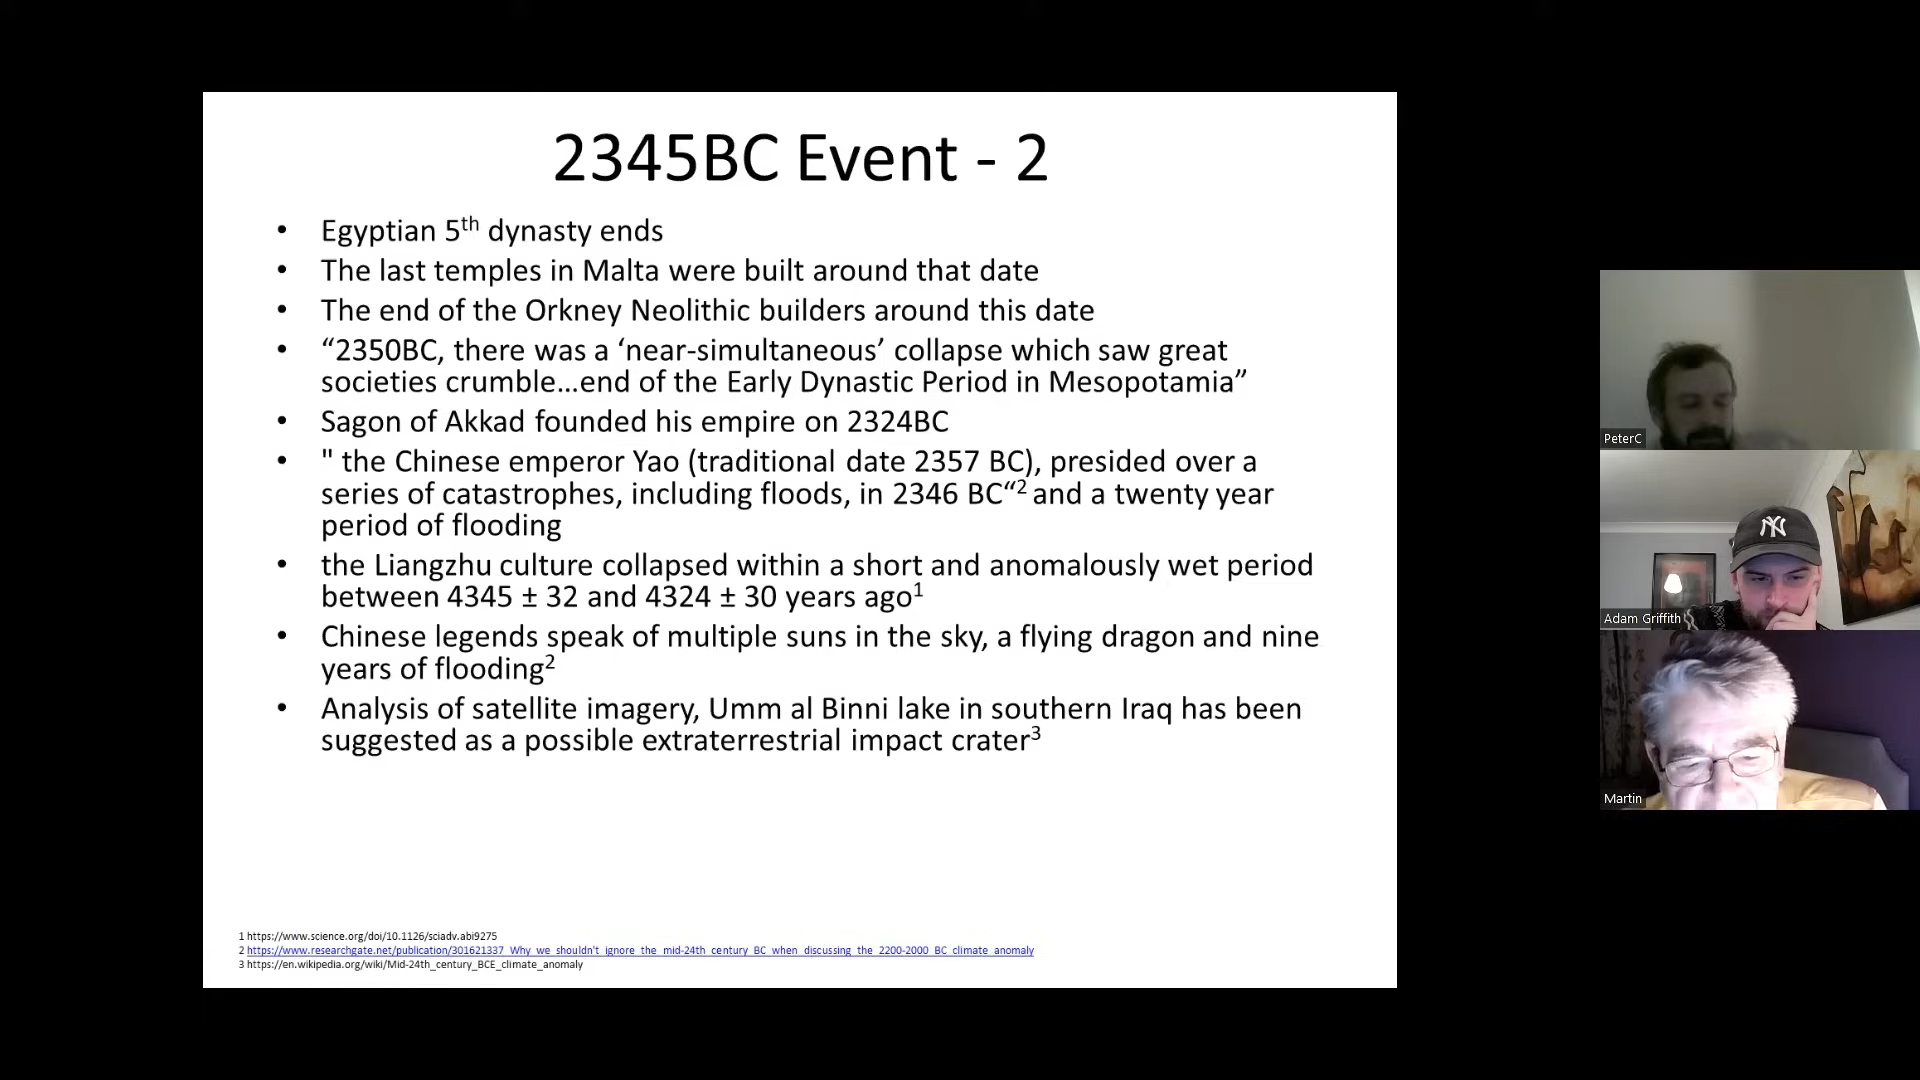 2345BC Event - 2
• Egyptian 5th dynasty ends
• The last temples in Malta were built around that date
• The end of the Orkney Neolithic builders around this date
• “2350BC, there was a ‘near-simultaneous’ collapse which saw great
societies crumble…end of the Early Dynastic Period in Mesopotamia”
• Sagon of Akkad founded his empire on 2324BC
• " the Chinese emperor Yao (traditional date 2357 BC), presided over a
series of catastrophes, including floods, in 2346 BC“2 and a twenty year
period of flooding
• the Liangzhu culture collapsed within a short and anomalously wet period
between 4345 ± 32 and 4324 ± 30 years ago1
• Chinese legends speak of multiple suns in the sky, a flying dragon and nine
years of flooding2
• Analysis of satellite imagery, Umm al Binni lake in southern Iraq has been
suggested as a possible extraterrestrial impact crater3
1 https://www.science.org/doi/10.1126/sciadv.abi9275
2 https://www.researchgate.net/publication/301621337_Why_we_shouldn't_ignore_the_mid-24th_century_BC_when_discussing_the_2200-2000_BC_climate_anomaly
3 https://en.wikipedia.org/wiki/Mid-24th_century_BCE_climate_anomaly
PeterC
NY
Adam Griffith
Martin